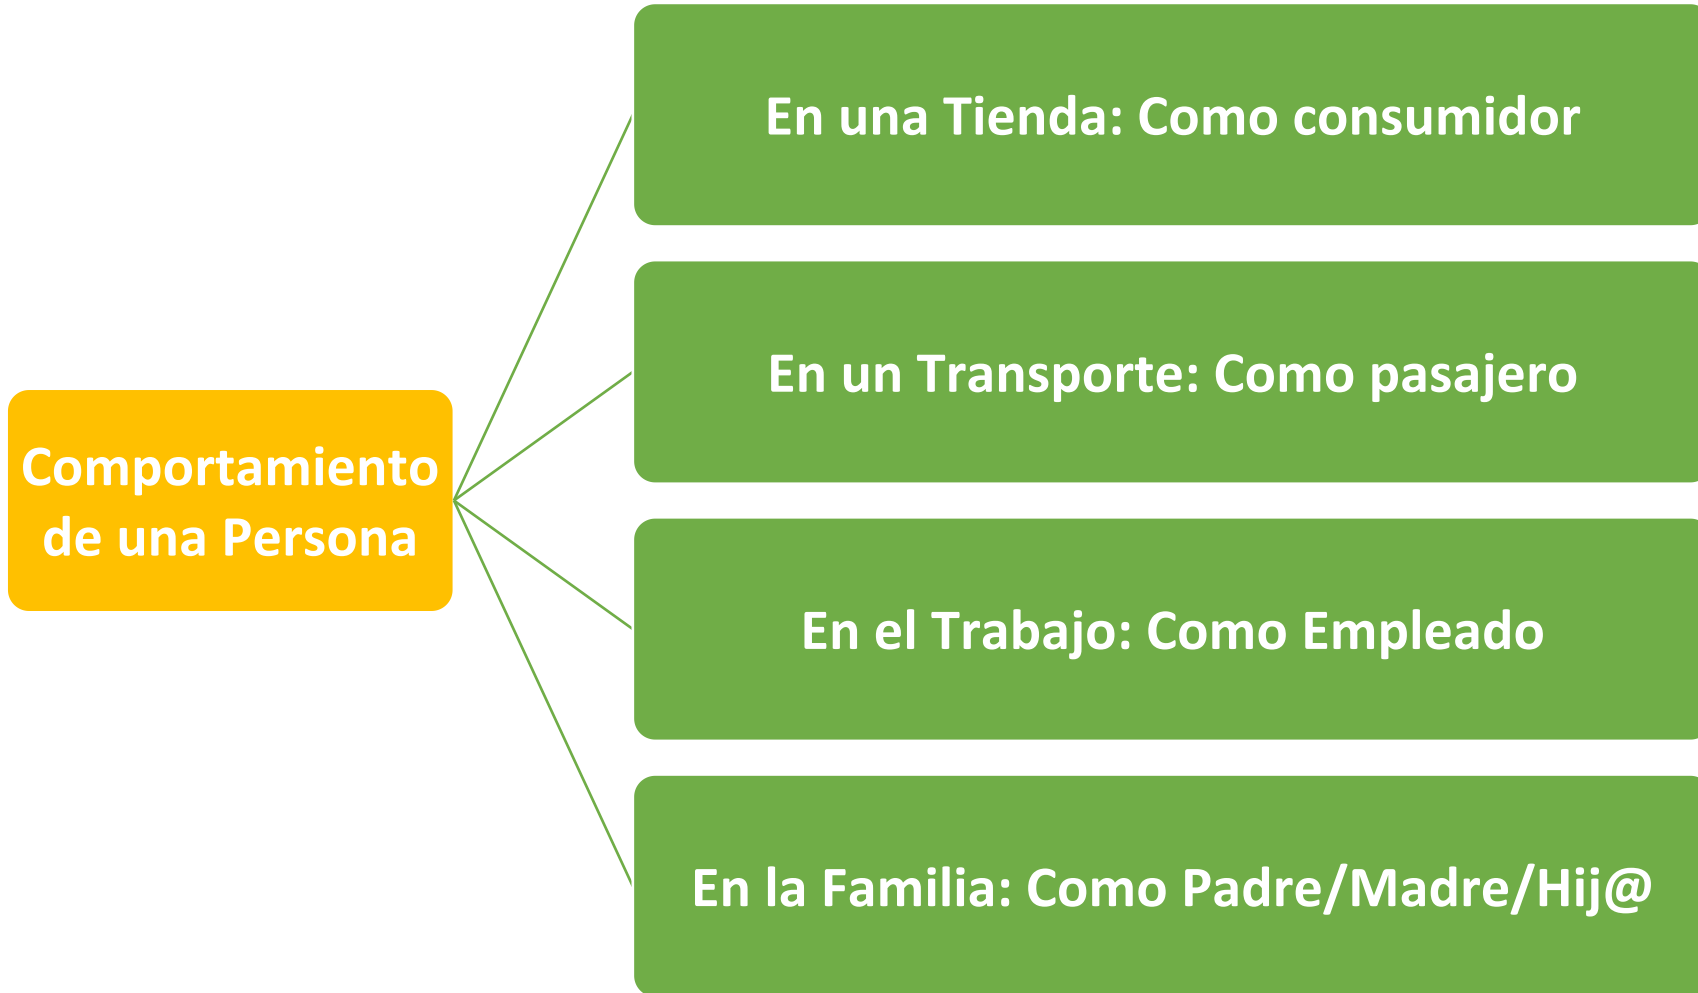 En una Tienda: Como consumidor
En un Transporte: Como pasajero
Comportamiento
de una Persona
En el Trabajo: Como Empleado
En la Familia: Como Padre/Madre/Hij@